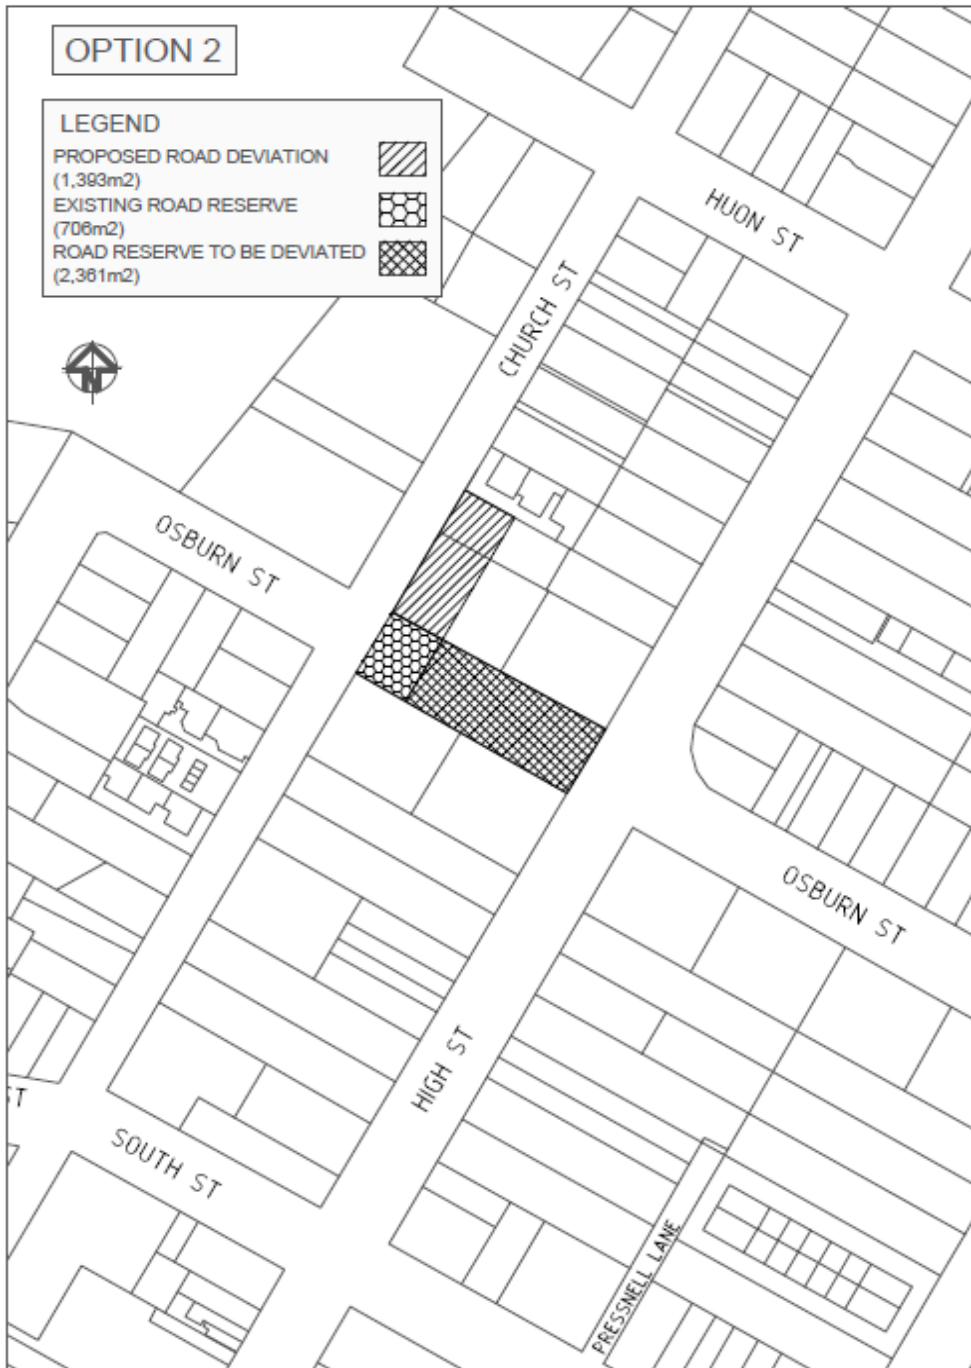 OPTION 2
LEGEND
PROPOSED ROAD DEVIATION
(1,393m2)
EXISTING ROAD RESERVE
(706m2)
ROAD RESERVE TO BE DEVIATED
(2,361m2)
N
HUON ST
CHURCH ST
OSBURN ST
OSBURN ST
HIGH ST
ST
SOUTH ST
PRESSNELL LANE